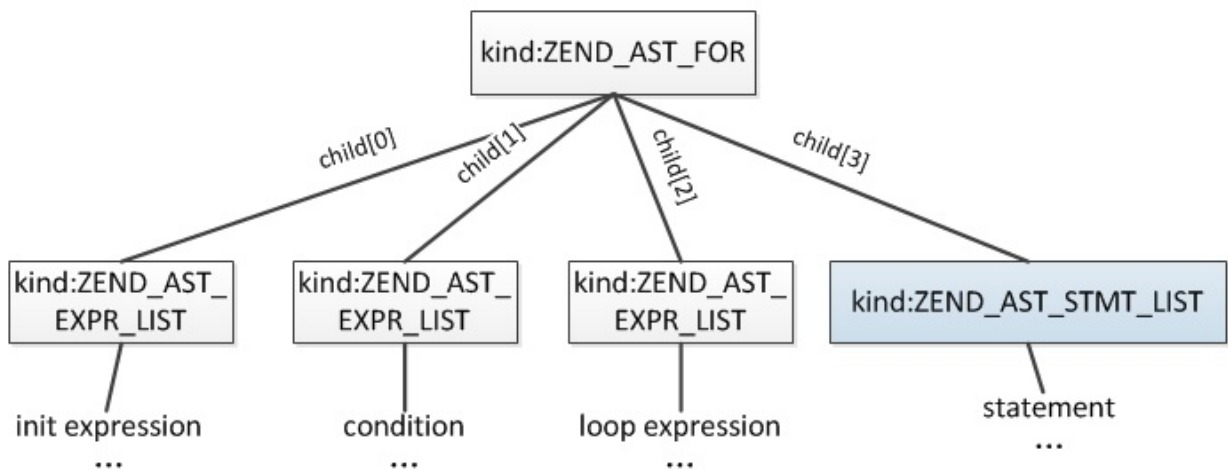 kind:ZEND_AST_FOR
child[0]
child[1]
child[2]
child[3]
kind:ZEND_AST_
EXPR_LIST
kind:ZEND_AST_
EXPR_LIST
kind:ZEND_AST_
EXPR_LIST
kind:ZEND_AST_STMT_LIST
init expression
...
condition
...
loop expression
...
statement
...